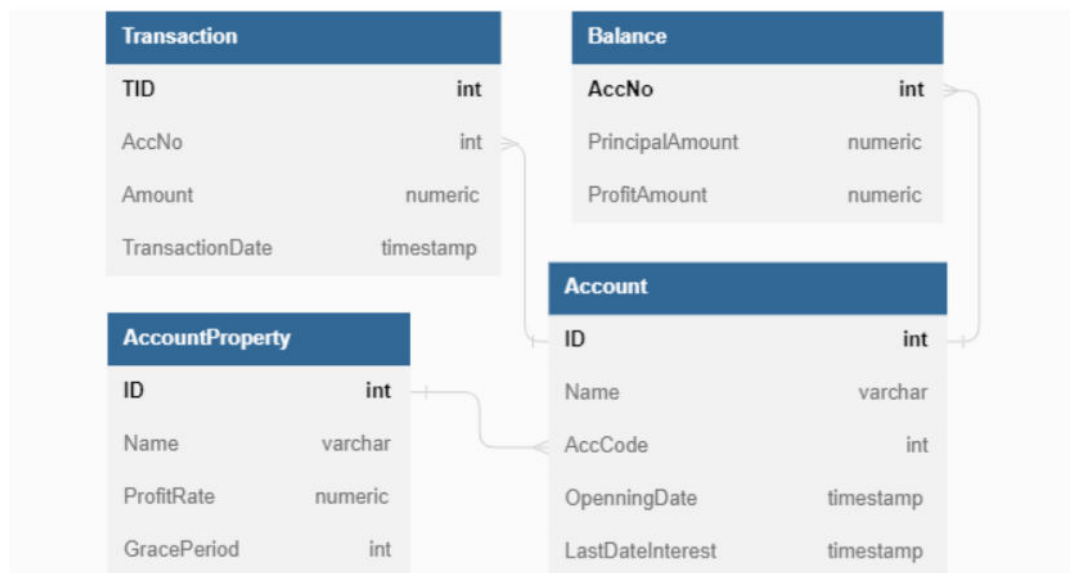 Transaction
TID int
AccNo int
Amount numeric
TransactionDate timestamp
Balance
AccNo int
PrincipalAmount numeric
ProfitAmount numeric
AccountProperty
ID int
Name varchar
ProfitRate numeric
GracePeriod int
Account
ID int
Name varchar
AccCode int
OpenningDate timestamp
LastDateInterest timestamp